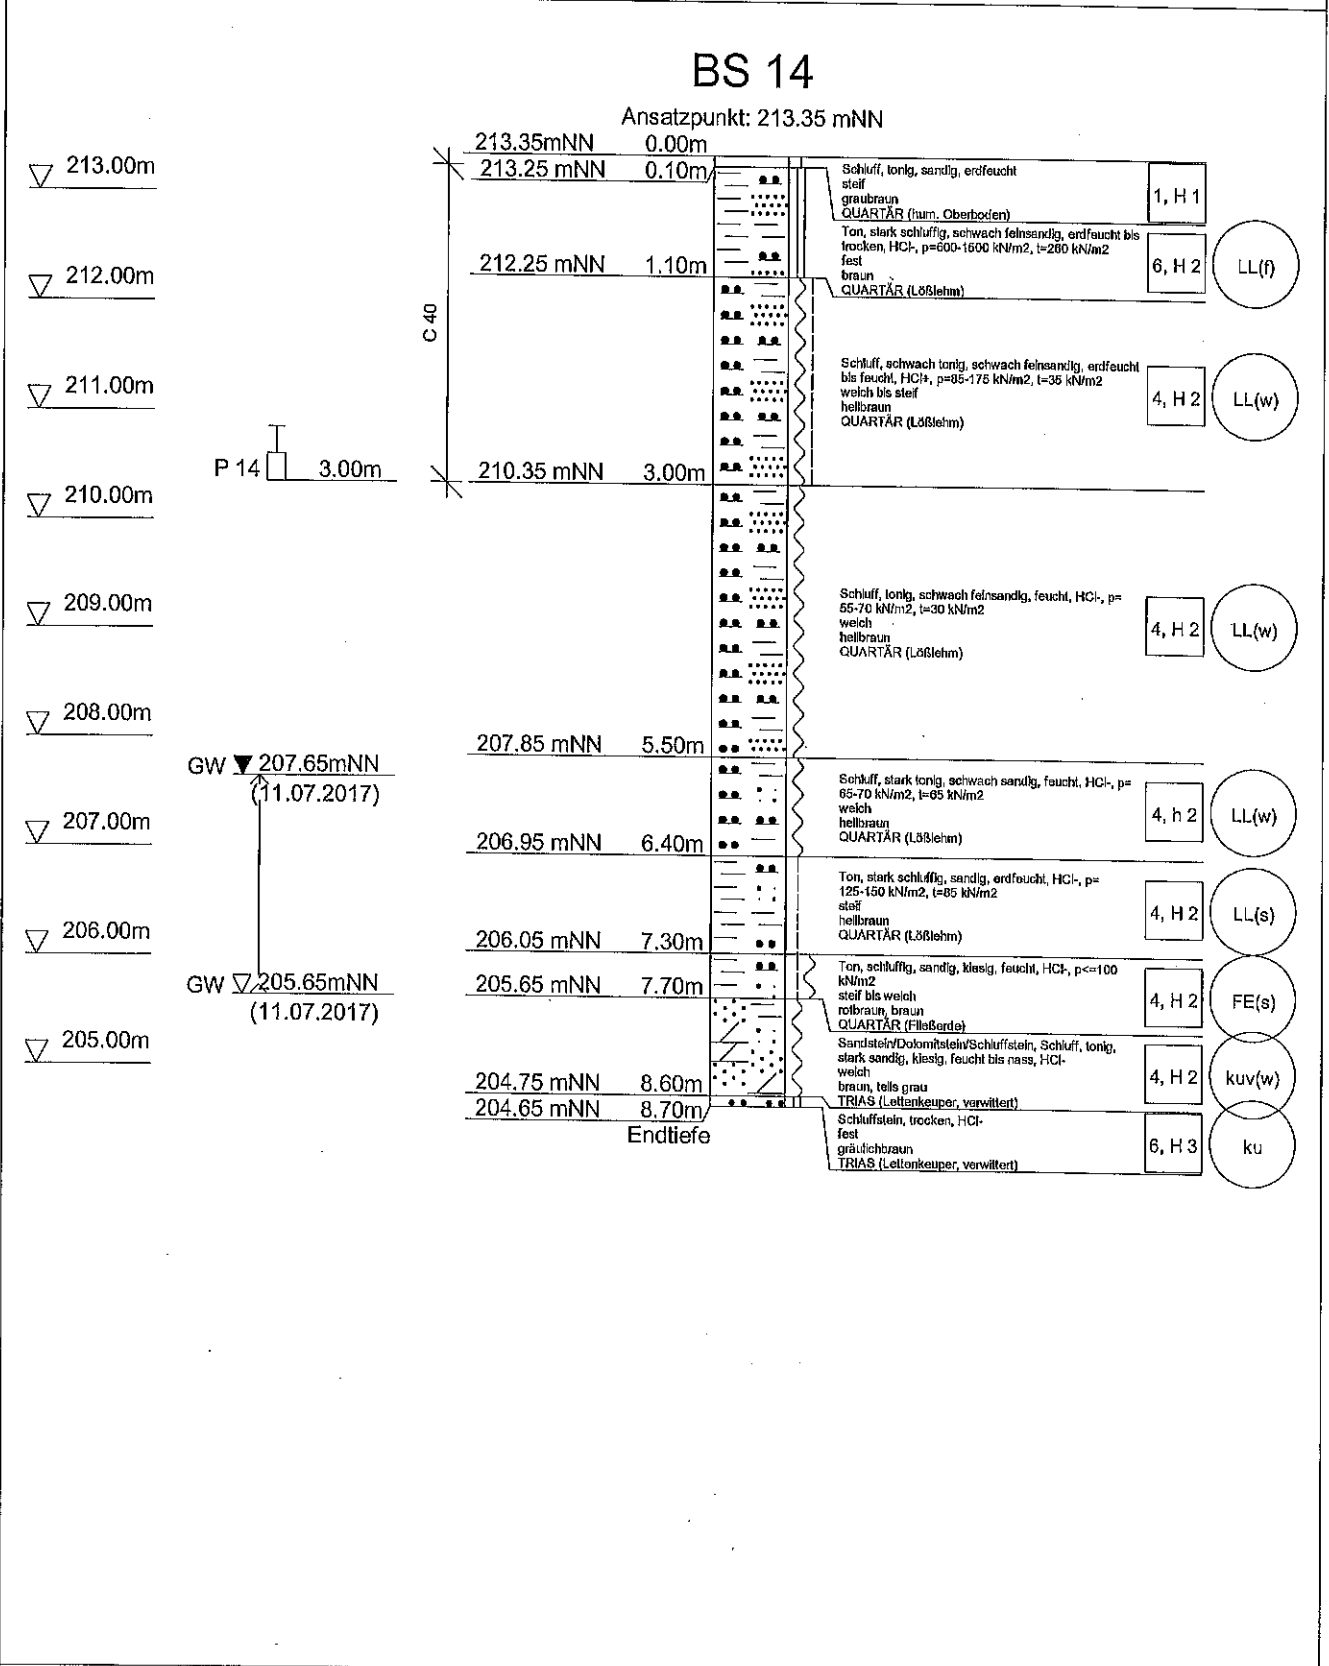 BS 14
Ansatzpunkt: 213.35 mNN
213.35mNN 0.00m
213.00m
213.25 mNN 0.10m
Schluff, tonig, sandig, erdfeucht
steif
graubraun
QUARTÄR (hum. Oberboden)
1, H 1
Ton, stark schluffig, schwach feinsandig, erdfeucht bis
trocken, HCl-, p=600-1600 kN/m2, t=260 kN/m2
fest
braun
QUARTÄR (Lößlehm)
6, H 2
LL(f)
212.25 mNN 1.10m
212.00m
C 40
Schluff, schwach tonig, schwach feinsandig, erdfeucht
bis feucht, HCl+, p=85-175 kN/m2, t=35 kN/m2
weich bis steif
hellbraun
QUARTÄR (Lößlehm)
4, H 2
LL(w)
211.00m
P 14 3.00m
210.35 mNN 3.00m
210.00m
209.00m
Schluff, tonig, schwach feinsandig, feucht, HCl-, p=
55-70 kN/m2, t=30 kN/m2
weich
hellbraun
QUARTÄR (Lößlehm)
4, H 2
LL(w)
208.00m
207.85 mNN 5.50m
GW 207.65mNN
(11.07.2017)
Schluff, stark tonig, schwach sandig, feucht, HCl-, p=
65-70 kN/m2, t=65 kN/m2
weich
hellbraun
QUARTÄR (Lößlehm)
4, h 2
LL(w)
207.00m
206.95 mNN 6.40m
Ton, stark schluffig, sandig, erdfeucht, HCl-, p=
125-150 kN/m2, t=85 kN/m2
steif
hellbraun
QUARTÄR (Lößlehm)
4, H 2
LL(s)
206.00m
206.05 mNN 7.30m
GW 205.65mNN
(11.07.2017)
205.65 mNN 7.70m
Ton, schluffig, sandig, kiesig, feucht, HCl-, p<=100
kN/m2
steif bis weich
rotbraun, braun
QUARTÄR (Fließerde)
4, H 2
FE(s)
205.00m
Sandstein/Dolomitstein/Schluffstein, Schluff, tonig,
stark sandig, kiesig, feucht bis nass, HCl-
weich
braun, teils grau
TRIAS (Lettenkeuper, verwittert)
4, H 2
kuv(w)
204.75 mNN 8.60m
204.65 mNN 8.70m
Endtiefe
Schluffstein, trocken, HCl-
fest
gräulichbraun
TRIAS (Lettenkeuper, verwittert)
6, H 3
ku